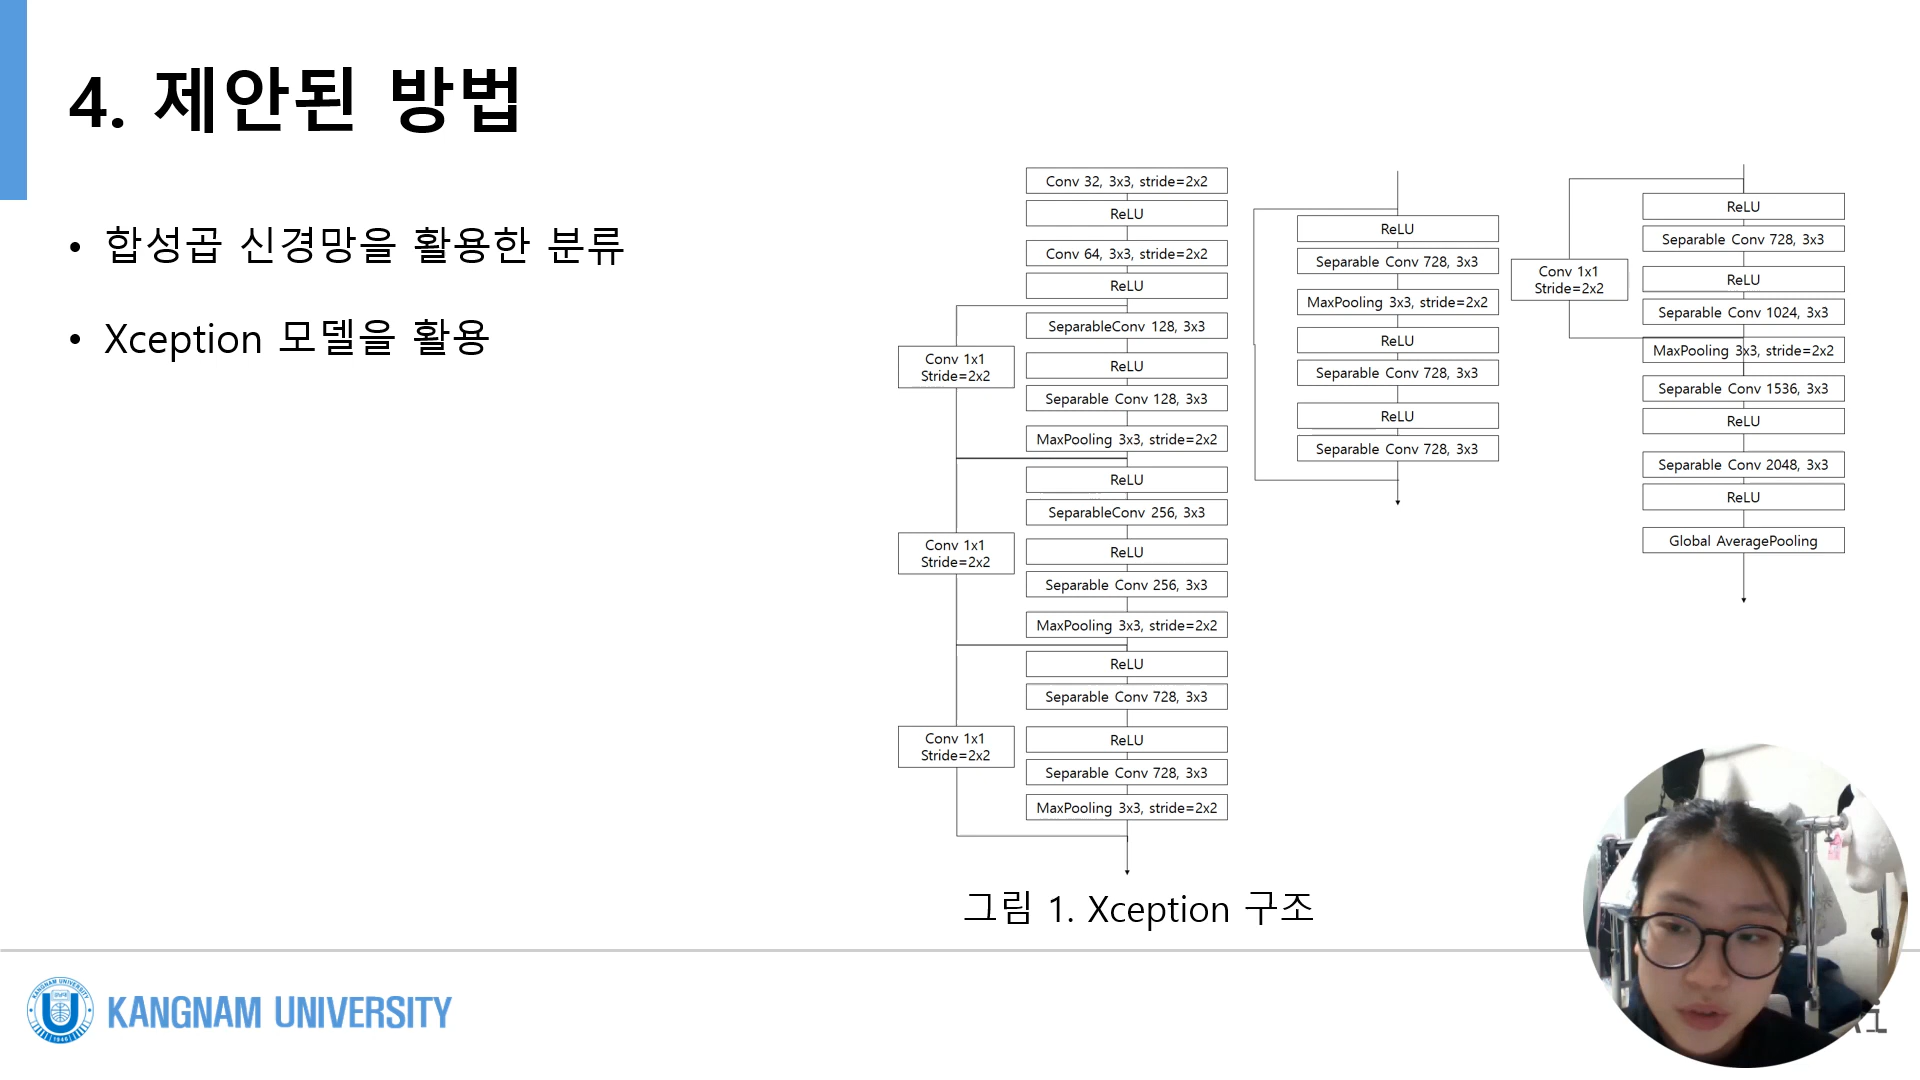 4. 제안된 방법
• 합성곱 신경망을 활용한 분류
• Xception 모델을 활용
Conv 32, 3x3, stride=2x2
ReLU
Conv 64, 3x3, stride=2x2
ReLU
SeparableConv 128, 3x3
Conv 1x1
Stride=2x2
ReLU
Separable Conv 128, 3x3
MaxPooling 3x3, stride=2x2
ReLU
SeparableConv 256, 3x3
Conv 1x1
Stride=2x2
ReLU
Separable Conv 256, 3x3
MaxPooling 3x3, stride=2x2
ReLU
Separable Conv 728, 3x3
Conv 1x1
Stride=2x2
ReLU
Separable Conv 728, 3x3
MaxPooling 3x3, stride=2x2
ReLU
Separable Conv 728, 3x3
MaxPooling 3x3, stride=2x2
ReLU
Separable Conv 728, 3x3
ReLU
Separable Conv 728, 3x3
ReLU
Separable Conv 728, 3x3
Conv 1x1
Stride=2x2
ReLU
Separable Conv 1024, 3x3
MaxPooling 3x3, stride=2x2
Separable Conv 1536, 3x3
ReLU
Separable Conv 2048, 3x3
ReLU
Global AveragePooling
그림 1. Xception 구조
KANGNAM UNIVERSITY